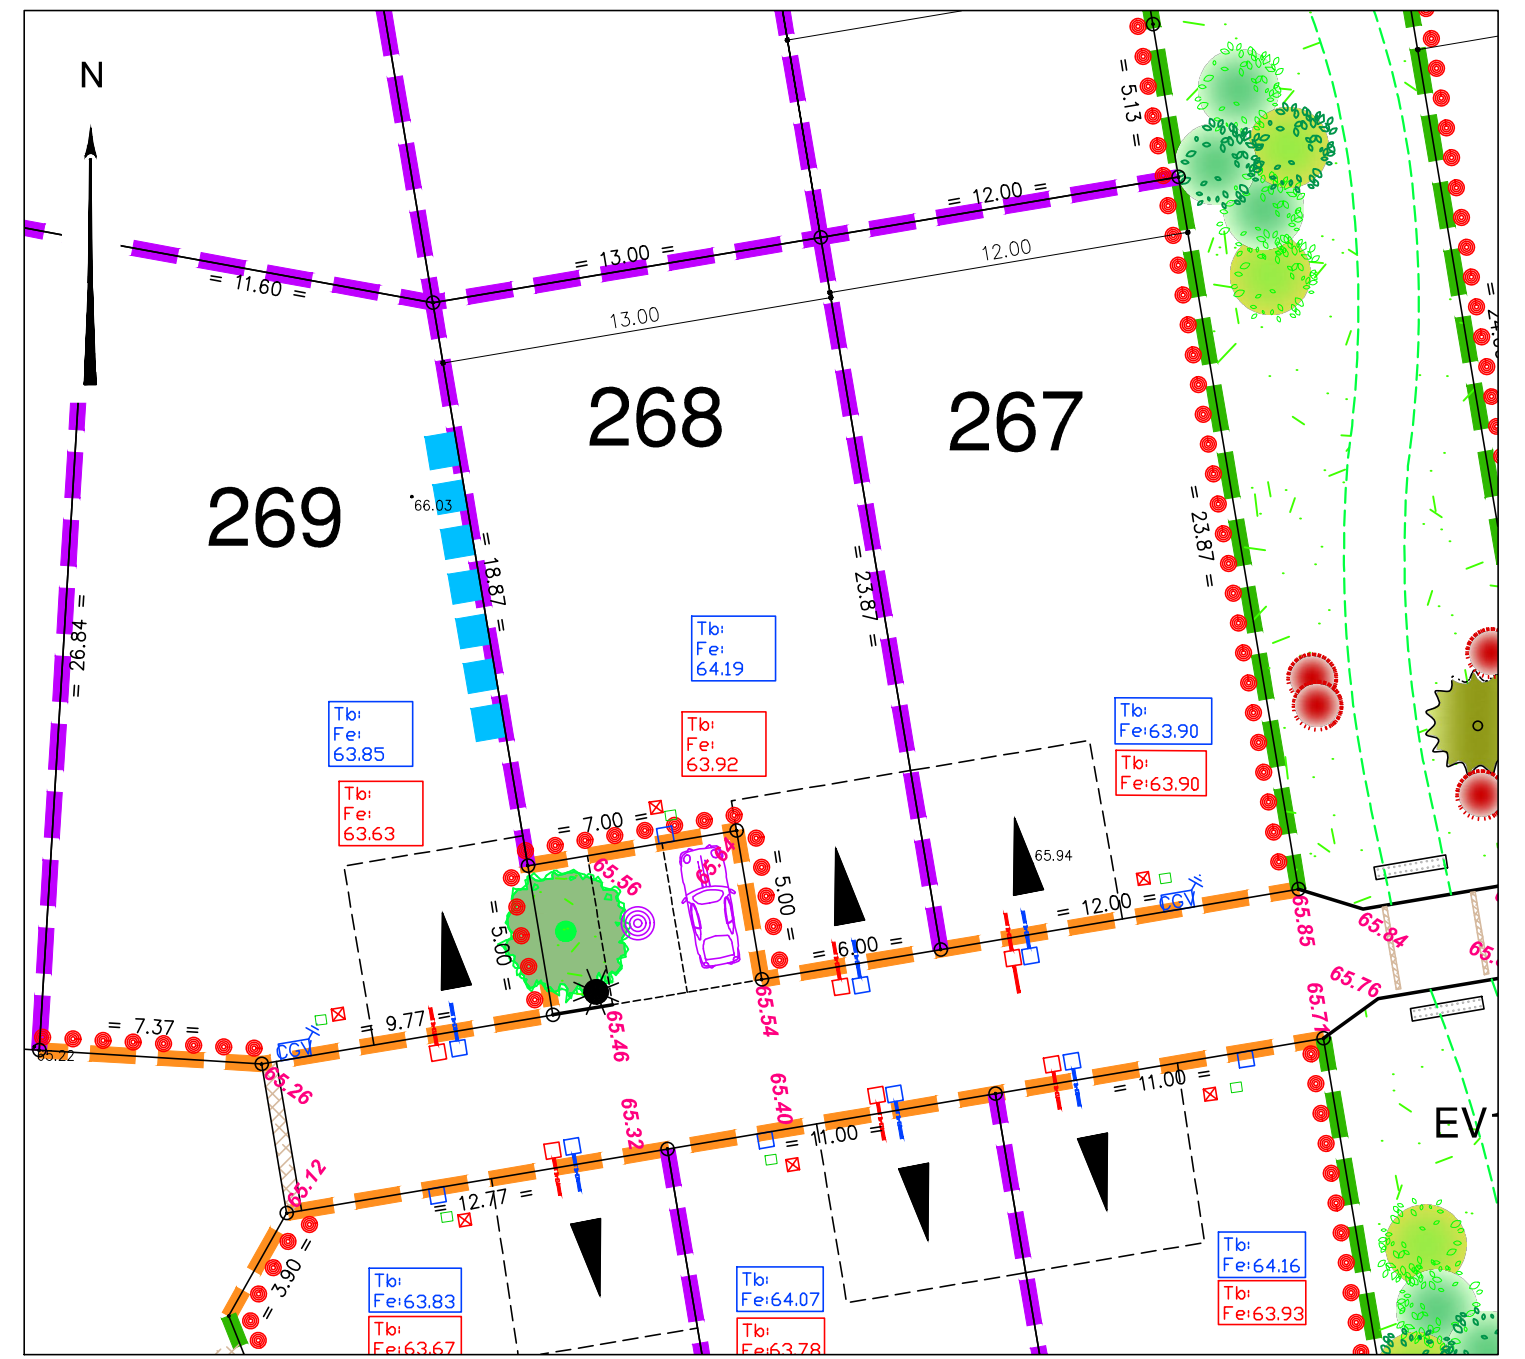 N
= 5.13 =
= 12.00 =
12.00
= 13.00 =
13.00
= 11.60 =
268
267
269
66.03
= 18.87 =
= 23.87 =
= 23.87 =
= 26.84 =
Tb:
Fe:
64.19
Tb:
Fe:
63.85
Tb:
Fe:
63.92
Tb:
Fe:63.90
Tb:
Fe:63.90
Tb:
Fe:
63.63
= 7.00 =
65.56
= 5.00 =
= 5.00 =
65.94
= 12.00 =
CGV
= 6.00 =
65.85
65.84
65.76
65.71
65.54
65.46
= 9.77 =
= 7.37 =
CGV
65.22
65.26
65.40
65.32
= 11.00 =
= 11.00 =
65.12
= 12.77 =
= 3.90 =
EV
Tb:
Fe:64.16
Tb:
Fe:63.93
Tb:
Fe:63.83
Tb:
Fe:63.67
Tb:
Fe:64.07
Tb:
Fe:63.78